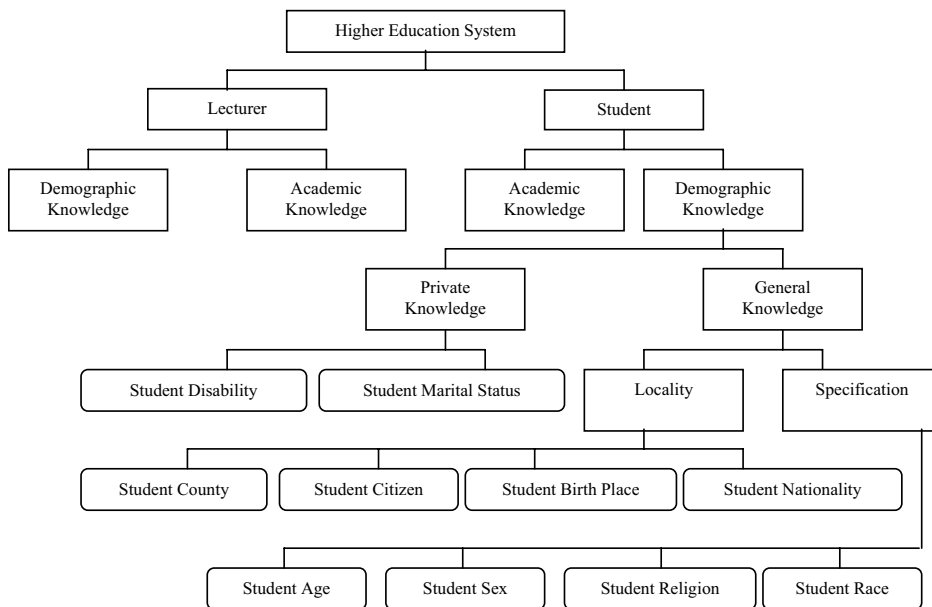 Higher Education System
Lecturer
Student
Demographic
Knowledge
Academic
Knowledge
Academic
Knowledge
Demographic
Knowledge
Private
Knowledge
General
Knowledge
Student Disability
Student Marital Status
Locality
Specification
Student County
Student Citizen
Student Birth Place
Student Nationality
Student Age
Student Sex
Student Religion
Student Race